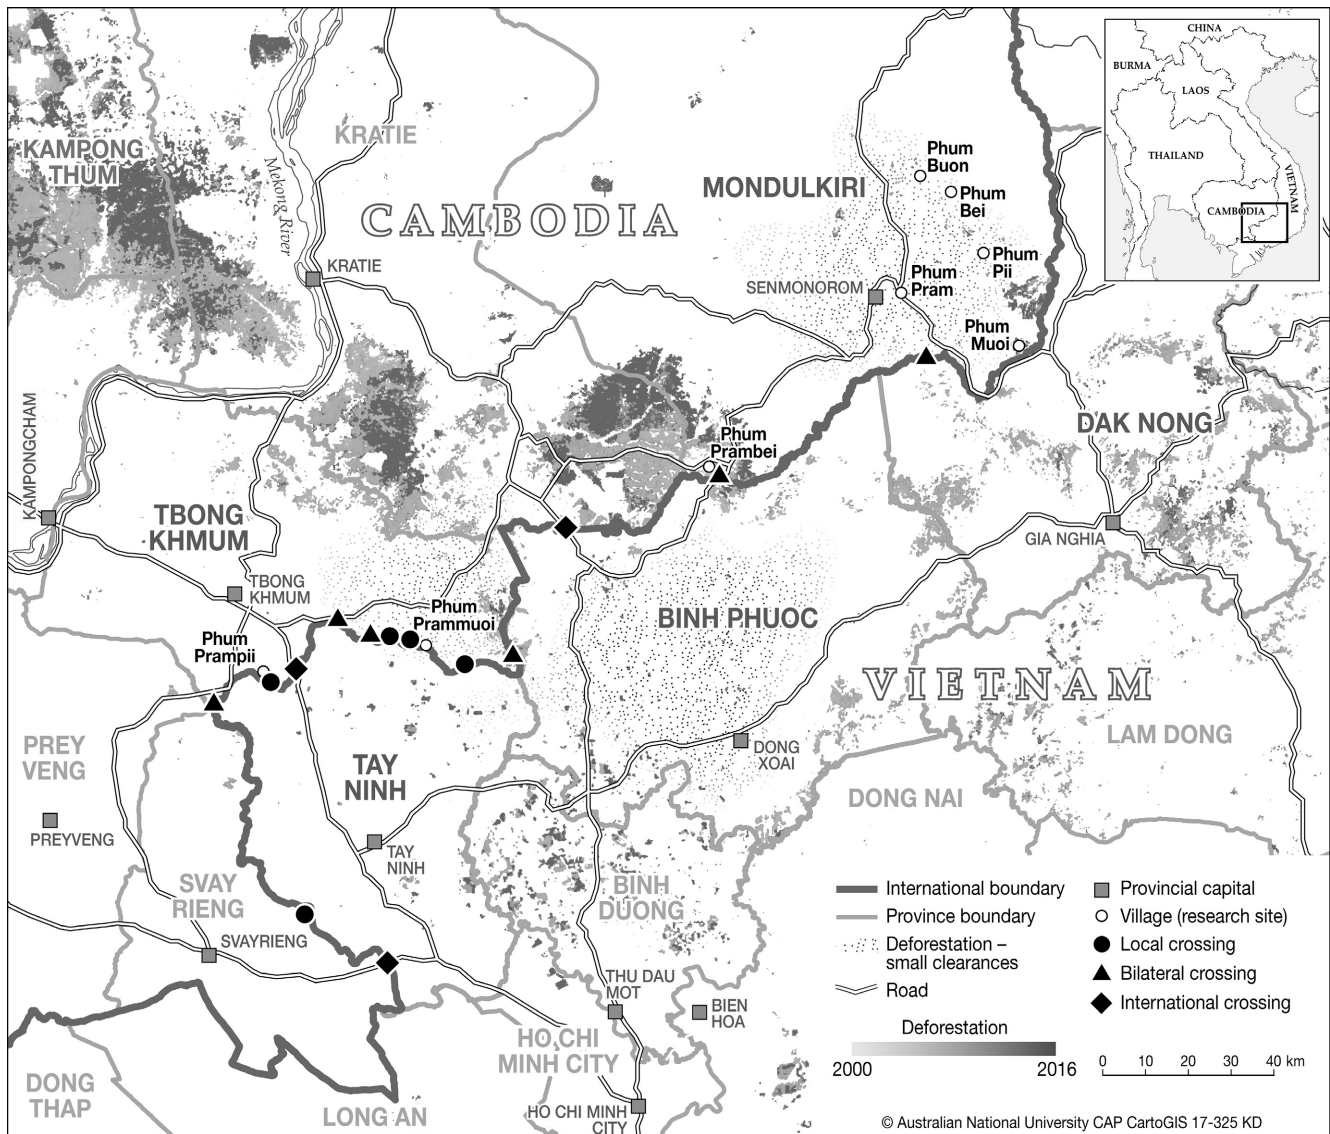 CHINA
BURMA
LAOS
THAILAND
VIETNAM
CAMBODIA
KAMPONG
THUM
KRATIE
Mekong River
CAMBODIA
MONDULKIRI
Phum
Buon
Phum
Bei
Phum
Pii
Phum
Pram
KRATIE
SENMONOROM
Phum
Muoi
KAMPONGCHAM
DAK NONG
Phum
Prambei
TBONG
KHMUM
GIA NGHIA
TBONG
KHMUM
Phum
Prammuoi
BINH PHUOC
Phum
Prampii
VIETNAM
PREY
VENG
LAM DONG
DONG
XOAI
TAY
NINH
DONG NAI
PREYVENG
TAY
NINH
SVAY
RIENG
BINH
DUONG
SVAYRIENG
THU DAU
MOT
BIEN
HOA
HO CHI
MINH CITY
DONG
THAP
LONG AN
HO CHI MINH
CITY
International boundary
Province boundary
Deforestation –
small clearances
Road
Deforestation
2000 2016
Provincial capital
Village (research site)
Local crossing
Bilateral crossing
International crossing
0 10 20 30 40 km
© Australian National University CAP CartoGIS 17-325 KD